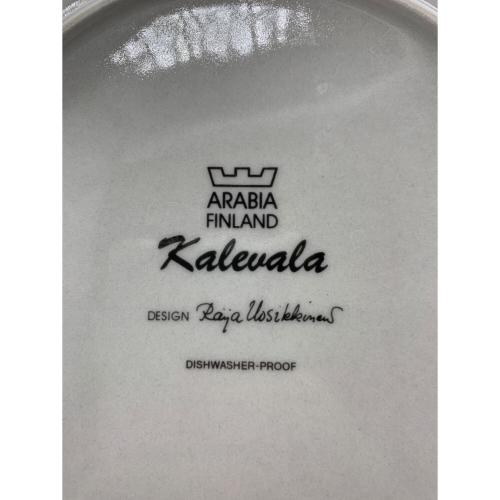 ARABIA
FINLAND
Kalevala
DESIGN Raija Uosikkinen
DISHWASHER-PROOF